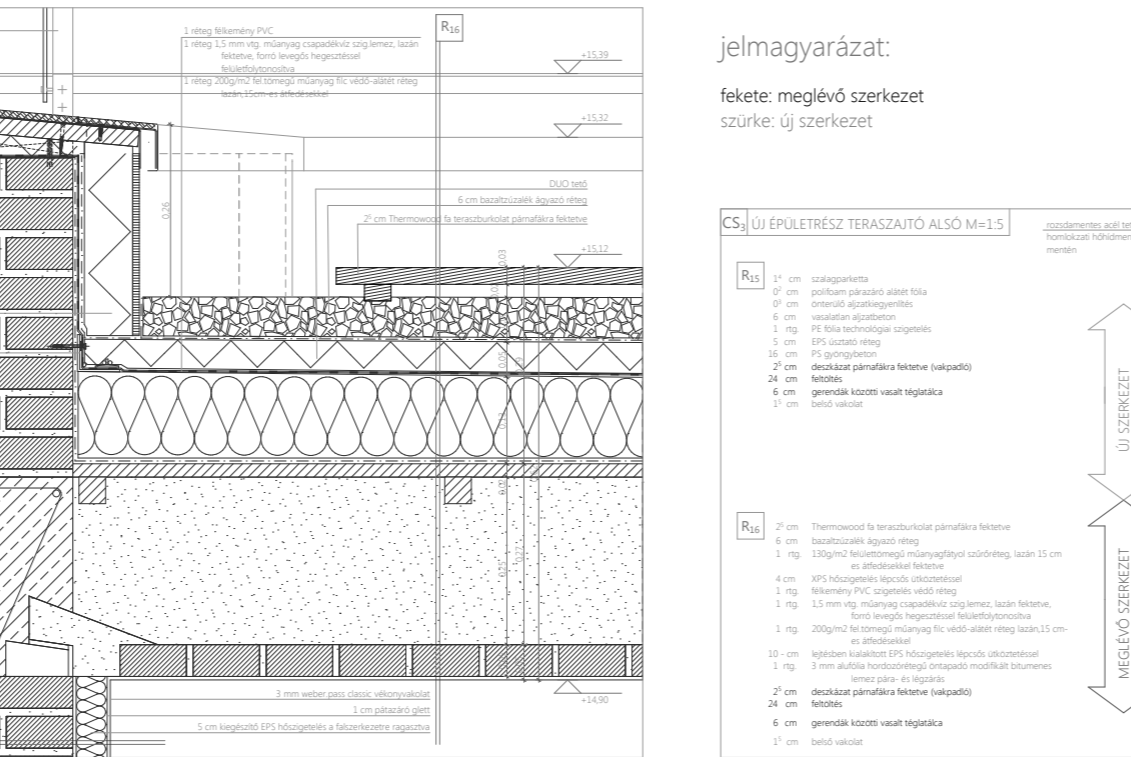 1 réteg félkemény PVC
1 réteg 1,5 mm vtg. műanyag csapadékvíz szig.lemez, lazán
fektetve, forró levegős hegesztéssel
felületfolytonosítva
1 réteg 200g/m2 fel.tömegű műanyag filc védő-alátét réteg
lazán,15cm-es átfedésekkel
R16
+15,39
+15,32
DUO tető
6 cm bazaltzúzalék ágyazó réteg
2⁵ cm Thermowood fa teraszburkolat párnafákra fektetve
+15,12
0,26
0,03
0,05
0,12
0,25
0,22
3 mm weber.pass classic vékonyvakolat
1 cm pátazáró glett
5 cm kiegészítő EPS hőszigetelés a falszerkezetre ragasztva
+14,90
jelmagyarázat:
fekete: meglévő szerkezet
szürke: új szerkezet
CS3 ÚJ ÉPÜLETRÉSZ TERASZAJTÓ ALSÓ M=1:5
rozsdamentes acél tet
homlokzati hőhídmen
mentén
R15
1⁴ cm szalagparketta
0² cm polifoam párazáró alátét fólia
0² cm önterülő aljzatkiegyenlítés
6 cm vasalatlan aljzatbeton
1 rtg. PE fólia technológiai szigetelés
5 cm EPS úsztató réteg
16 cm PS gyöngybeton
2⁵ cm deszkázat párnafákra fektetve (vakpadló)
24 cm feltöltés
6 cm gerendák közötti vasalt téglatálca
1⁵ cm belső vakolat
ÚJ SZERKEZET
R16
2⁵ cm Thermowood fa teraszburkolat párnafákra fektetve
6 cm bazaltzúzalék ágyazó réteg
1 rtg. 130g/m2 felülettömegű műanyagfátyol szűrőréteg, lazán 15 cm
es átfedésekkel fektetve
4 cm XPS hőszigetelés lépcsős ütköztetéssel
1 rtg. félkemény PVC szigetelés védő réteg
1 rtg. 1,5 mm vtg. műanyag csapadékvíz szig.lemez, lazán fektetve,
forró levegős hegesztéssel felületfolytonosítva
1 rtg. 200g/m2 fel.tömegű műanyag filc védő-alátét réteg lazán,15 cm-
es átfedésekkel
10 - cm lejtésben kialakított EPS hőszigetelés lépcsős ütköztetéssel
1 rtg. 3 mm alufólia hordozórétegű öntapadó modifikált bitumenes
lemez pára- és légzárás
2⁵ cm deszkázat párnafákra fektetve (vakpadló)
24 cm feltöltés
6 cm gerendák közötti vasalt téglatálca
1⁵ cm belső vakolat
MEGLÉVŐ SZERKEZET